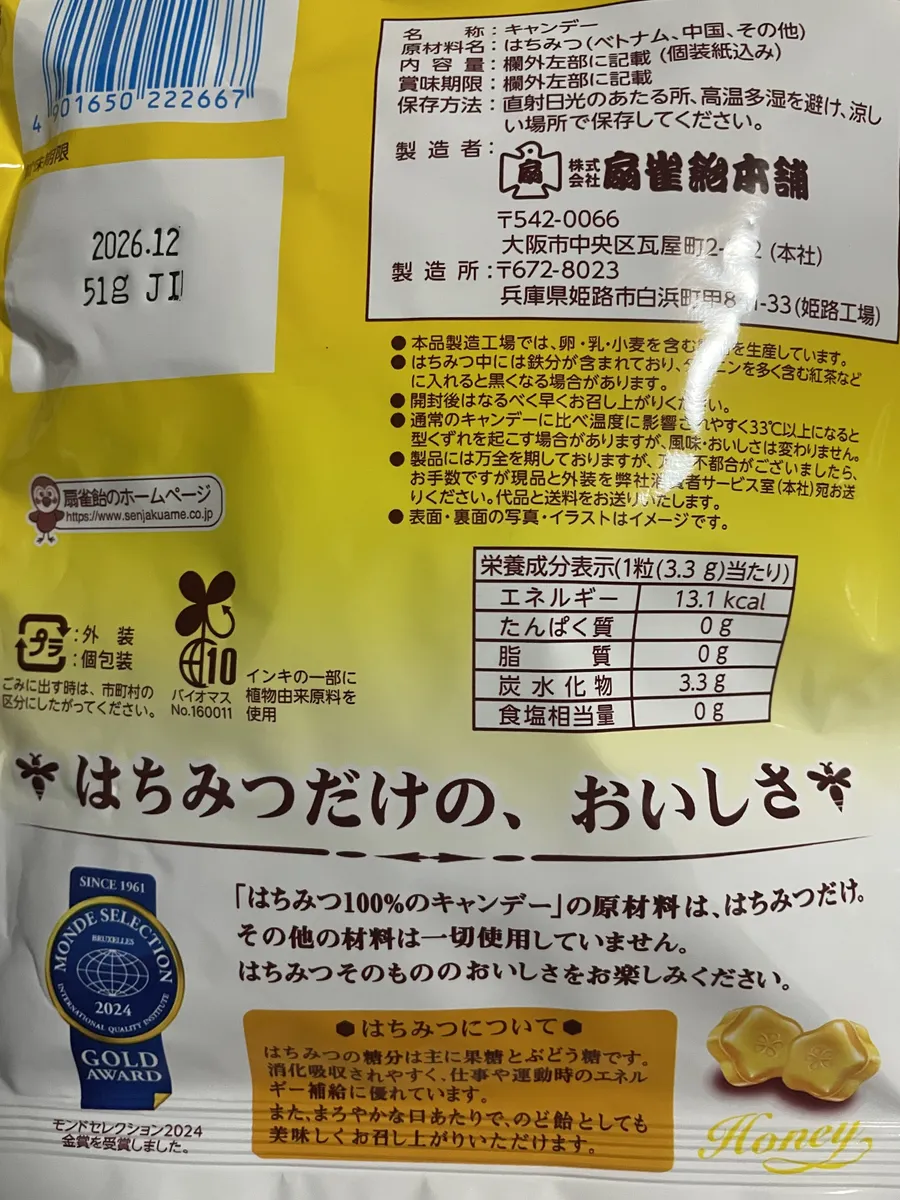 4 901650 222667
味期限
2026.12
51g JI
名 称:キャンデー
原材料名:はちみつ(ベトナム、中国、その他)
内 容 量:欄外左部に記載(個装紙込み)
賞味期限:欄外左部に記載
保存方法:直射日光のあたる所、高温多湿を避け、涼し
い場所で保存してください。
製 造 者:
扇
株式会社 扇雀飴本舗
〒542-0066
大阪市中央区瓦屋町2- 2(本社)
製 造 所:〒672-8023
兵庫県姫路市白浜町甲8 1-33(姫路工場)
●本品製造工場では、卵・乳・小麦を含む を生産しています。
●はちみつ中には鉄分が含まれており、タンニンを多く含む紅茶など
に入れると黒くなる場合があります。
●開封後はなるべく早くお召し上がりください。
●通常のキャンデーに比べ温度に影響されやすく33℃以上になると
型くずれを起こす場合がありますが、風味・おいしさは変わりません。
●製品には万全を期しておりますが、万一不都合がございましたら、
お手数ですが現品と外装を弊社消費者サービス室(本社)宛お送
りください。代品と送料をお送りいたします。
●表面・裏面の写真・イラストはイメージです。
扇雀飴のホームページ
https://www.senjakuame.co.jp
プラ
:外 装
:個包装
ごみに出す時は、市町村の
区分にしたがってください。
10
バイオマス
No.160011
インキの一部に
植物由来原料を
使用
栄養成分表示(1粒(3.3 g)当たり)
エネルギー 13.1 kcal
たんぱく質 0 g
脂 質 0 g
炭水化物 3.3 g
食塩相当量 0 g
はちみつだけの、おいしさ
SINCE 1961
MONDE SELECTION
BRUXELLES
2024
INTERNATIONAL QUALITY INSTITUTE
GOLD
AWARD
モンドセレクション2024
金賞を受賞しました。
「はちみつ100%のキャンデー」の原材料は、はちみつだけ。
その他の材料は一切使用していません。
はちみつそのもののおいしさをお楽しみください。
●はちみつについて●
はちみつの糖分は主に果糖とぶどう糖です。
消化吸収されやすく、仕事や運動時のエネル
ギー補給に優れています。
また、まろやかな口あたりで、のど飴としても
美味しくお召し上がりいただけます。
Honey